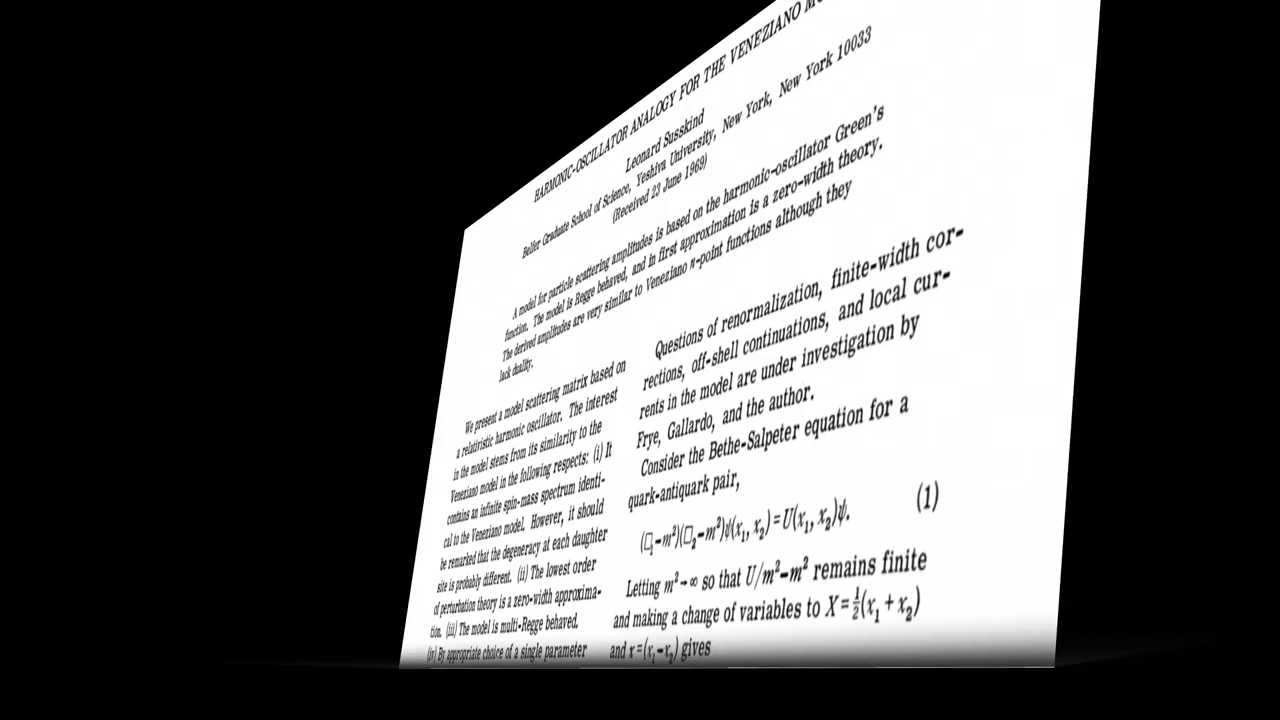 HARMONIC-OSCILLATOR ANALOGY FOR THE VENEZIANO
Leonard Susskind
Belfer Graduate School of Science, Yeshiva University, New York, New York 10033
(Received 23 June 1969)
A model for particle scattering amplitudes is based on the harmonic-oscillator Green's
function. The model is Regge behaved, and in first approximation is a zero-width theory.
The derived amplitudes are very similar to Veneziano n-point functions although they
lack duality.
We present a model scattering matrix based on
a relativistic harmonic oscillator. The interest
in the model stems from its similarity to the
Veneziano model in the following respects: (i) It
contains an infinite spin-mass spectrum identi-
cal to the Veneziano model. However, it should
be remarked that the degeneracy at each daughter
site is probably different. (ii) The lowest order
of perturbation theory is a zero-width approxima-
tion. (iii) The model is multi-Regge behaved.
(iv) By appropriate choice of a single parameter
Questions of renormalization, finite-width cor-
rections, off-shell continuations, and local cur-
rents in the model are under investigation by
Frye, Gallardo, and the author.
Consider the Bethe-Salpeter equation for a
quark-antiquark pair,
(□₁-m²)(□₂-m²)ψ(x₁, x₂)=U(x₁, x₂)ψ. (1)
Letting m²→∞ so that U/m²-m² remains finite
and making a change of variables to X=½(x₁+x₂)
and x=(x₁-x₂) gives